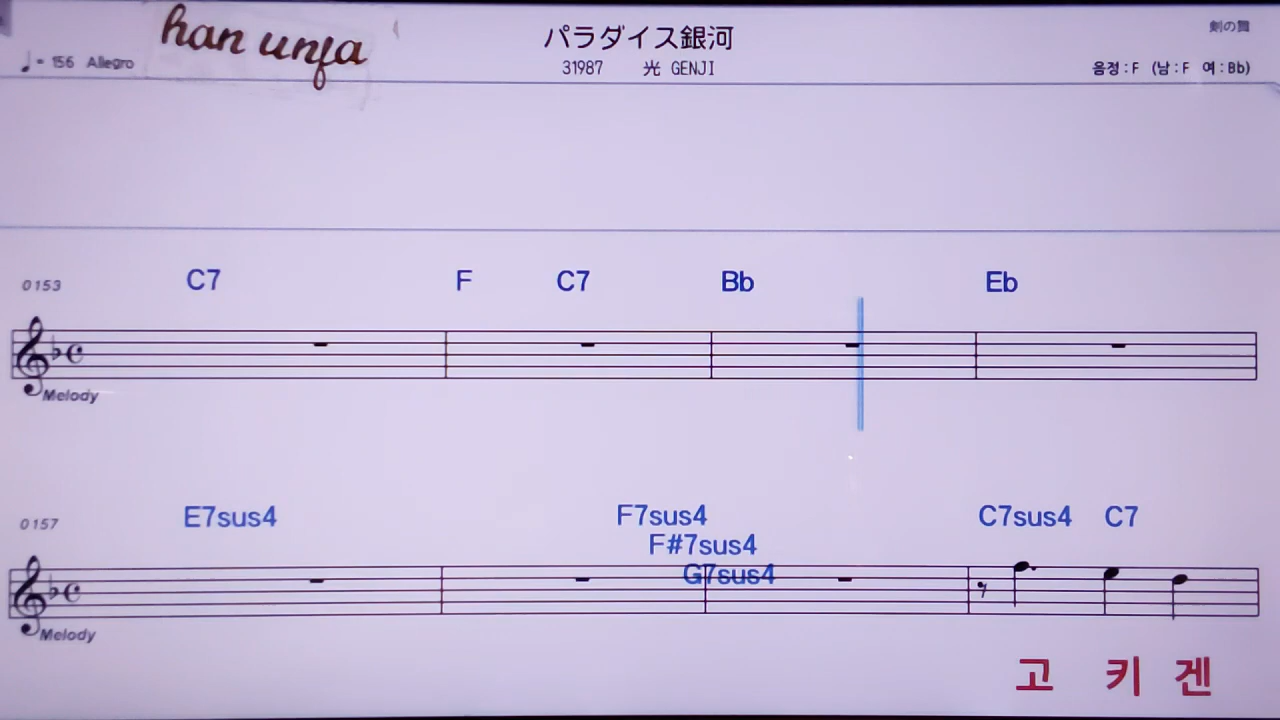 han unfa
パラダイス銀河
剣の舞
♩= 156 Allegro
31987 光 GENJI
음정:F (남:F 여:Bb)
0153 C7 F C7 Bb Eb
Melody
0157 E7sus4 F7sus4 C7sus4 C7
F#7sus4
G7sus4
Melody
고 키 겐